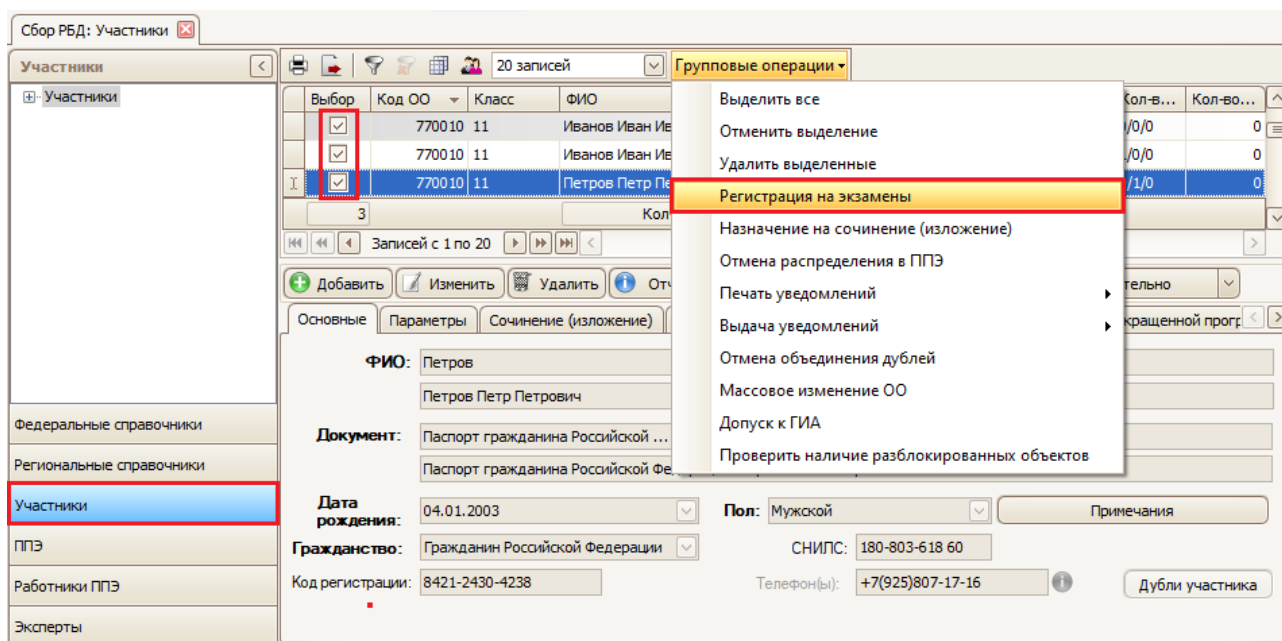 Сбор РБД: Участники
Участники
20 записей
Групповые операции
Участники
Выбор Код ОО Класс ФИО Кол-в... Кол-во...
770010 11 Иванов Иван Ив /0/0 0
770010 11 Иванов Иван Ив /0/0 0
770010 11 Петров Петр Пе /1/0 0
3 Кол
Записей с 1 по 20
Выделить все
Отменить выделение
Удалить выделенные
Регистрация на экзамены
Назначение на сочинение (изложение)
Отмена распределения в ППЭ
Печать уведомлений
Выдача уведомлений
Отмена объединения дублей
Массовое изменение ОО
Допуск к ГИА
Проверить наличие разблокированных объектов
Добавить Изменить Удалить От тельно
Основные Параметры Сочинение (изложение) кращенной прогр
ФИО: Петров
Петров Петр Петрович
Документ: Паспорт гражданина Российской ...
Паспорт гражданина Российской Фе
Дата рождения: 04.01.2003 Пол: Мужской Примечания
Гражданство: Гражданин Российской Федерации СНИЛС: 180-803-618 60
Код регистрации: 8421-2430-4238 Телефон(ы): +7(925)807-17-16 Дубли участника
Федеральные справочники
Региональные справочники
Участники
ППЭ
Работники ППЭ
Эксперты